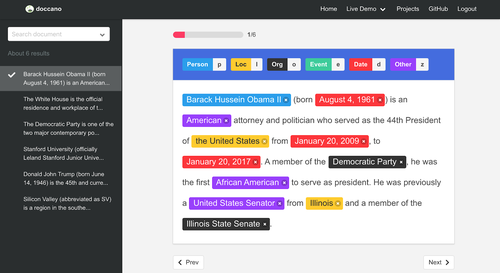 doccano
Home Live Demo Projects GitHub Logout
Search document
About 6 results
Barack Hussein Obama II (born
August 4, 1961) is an American...
The White House is the official
residence and workplace of t...
The Democratic Party is one of the
two major contemporary po...
Stanford University (officially
Leland Stanford Junior Unive...
Donald John Trump (born June
14, 1946) is the 45th and curre...
Silicon Valley (abbreviated as SV)
is a region in the southe...
1/6
Person p Loc l Org o Event e Date d Other z
Barack Hussein Obama II (born August 4, 1961) is an
American attorney and politician who served as the 44th President
of the United States from January 20, 2009, to
January 20, 2017. A member of the Democratic Party, he was
the first African American to serve as president. He was previously
a United States Senator from Illinois and a member of the
Illinois State Senate.
Prev Next